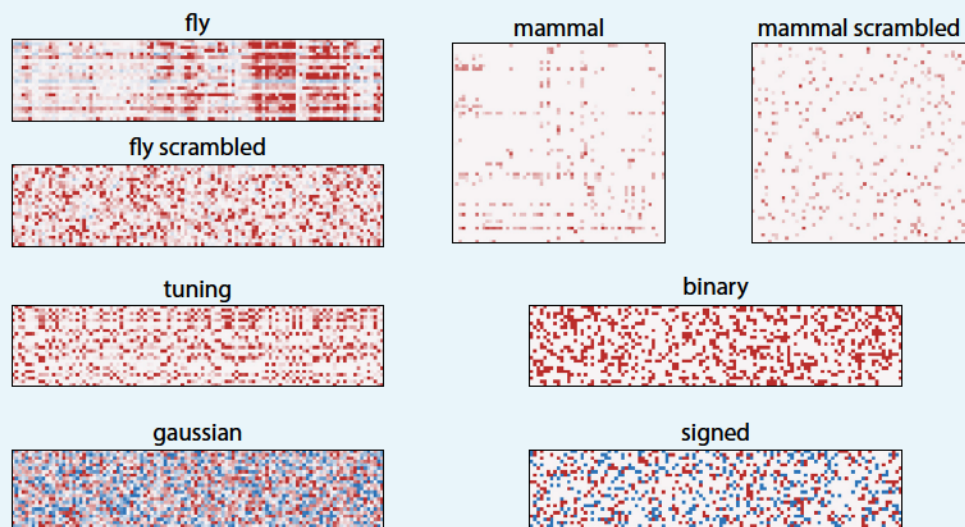 fly
mammal
mammal scrambled
fly scrambled
tuning
binary
gaussian
signed